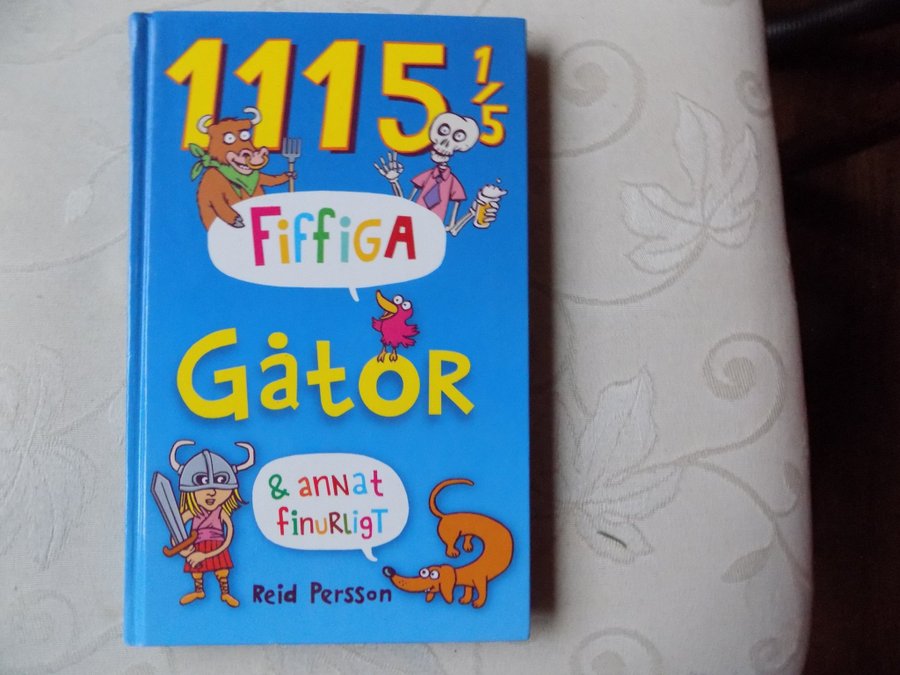 1115 1/5
FiffiGA
GåtOR
& aNNat
fiNuRLigT
Reid Persson